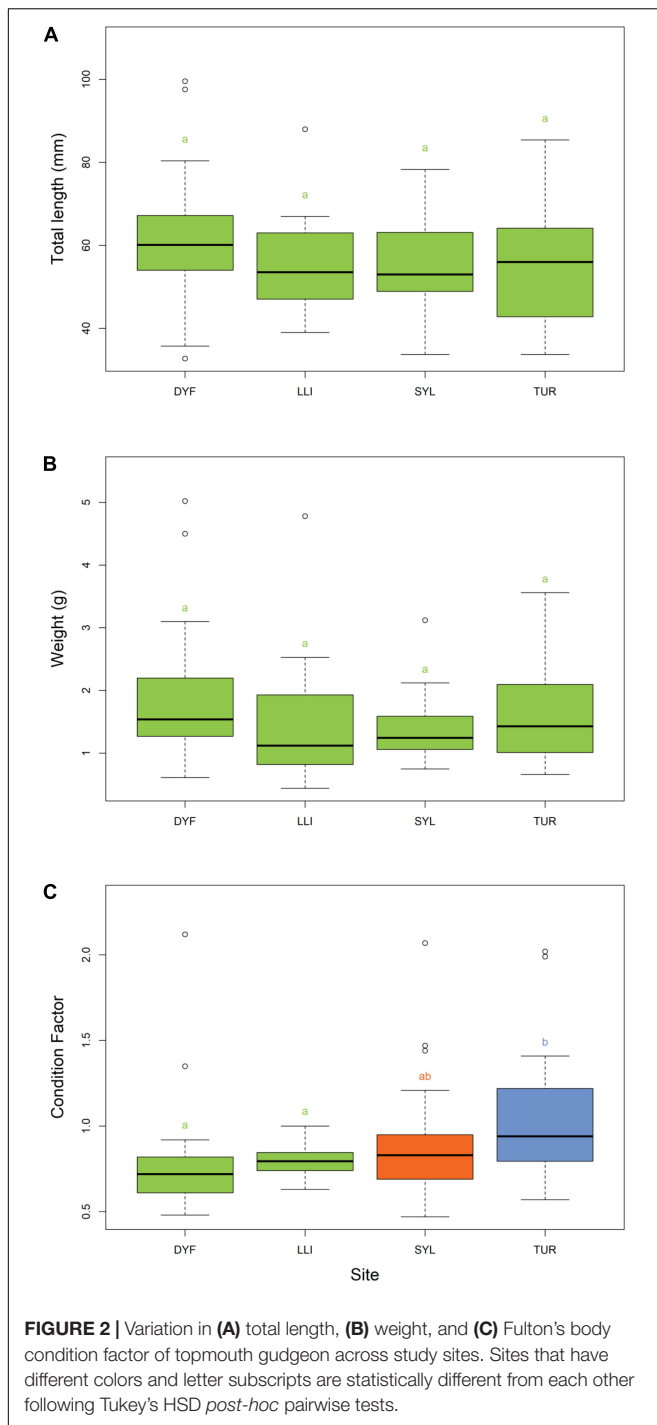 A
Total length (mm)
100
80
60
40
a
a
a
a
DYF LLI SYL TUR
B
Weight (g)
5
4
3
2
1
a
a
a
a
DYF LLI SYL TUR
C
Condition Factor
2.0
1.5
1.0
0.5
a
a
ab
b
DYF LLI SYL TUR
Site
FIGURE 2 | Variation in (A) total length, (B) weight, and (C) Fulton's body
condition factor of topmouth gudgeon across study sites. Sites that have
different colors and letter subscripts are statistically different from each other
following Tukey's HSD post-hoc pairwise tests.